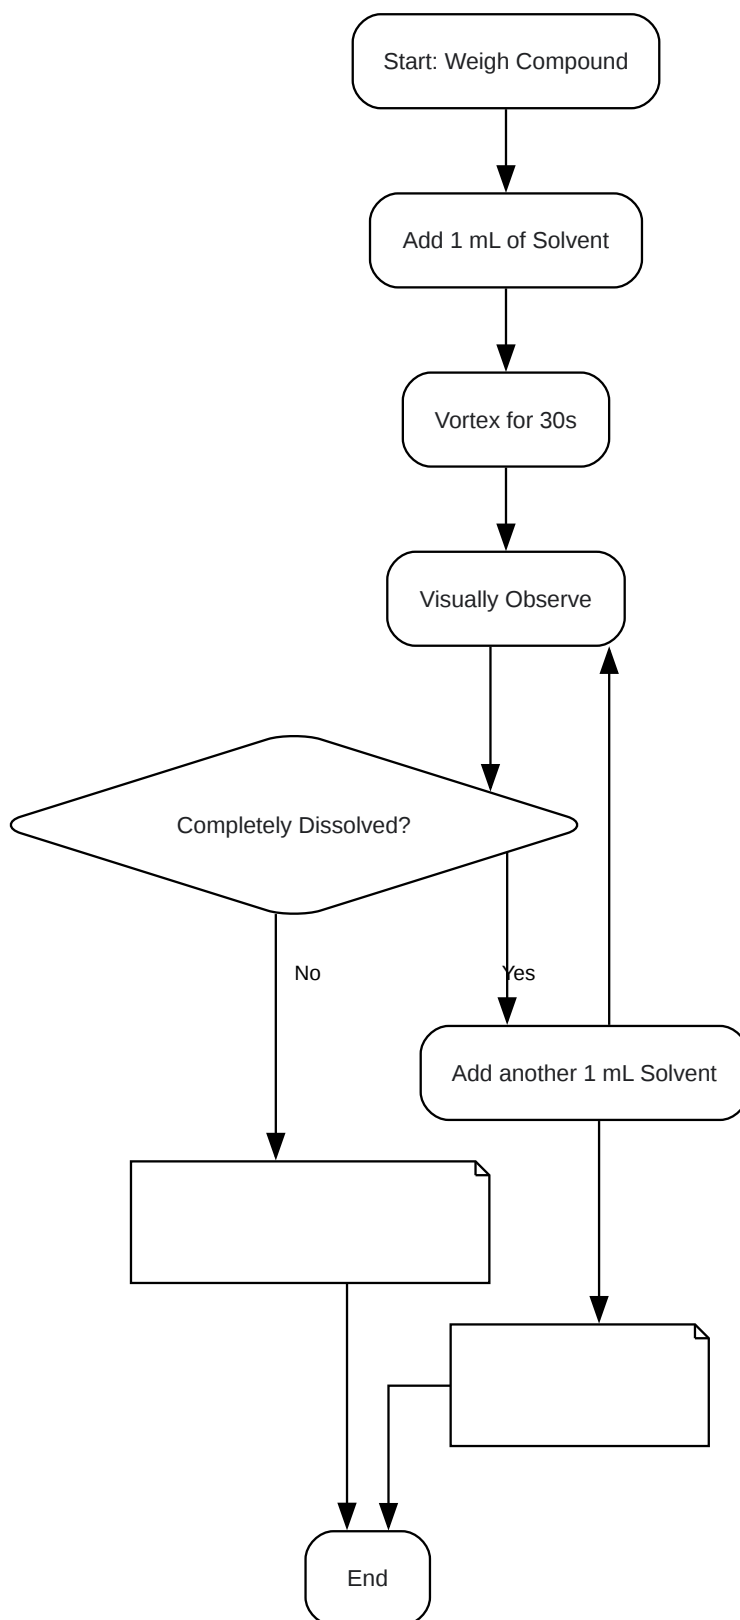 Start: Weigh Compound
Add 1 mL of Solvent
Vortex for 30s
Visually Observe
Completely Dissolved?
No
Yes
Add another 1 mL Solvent
End